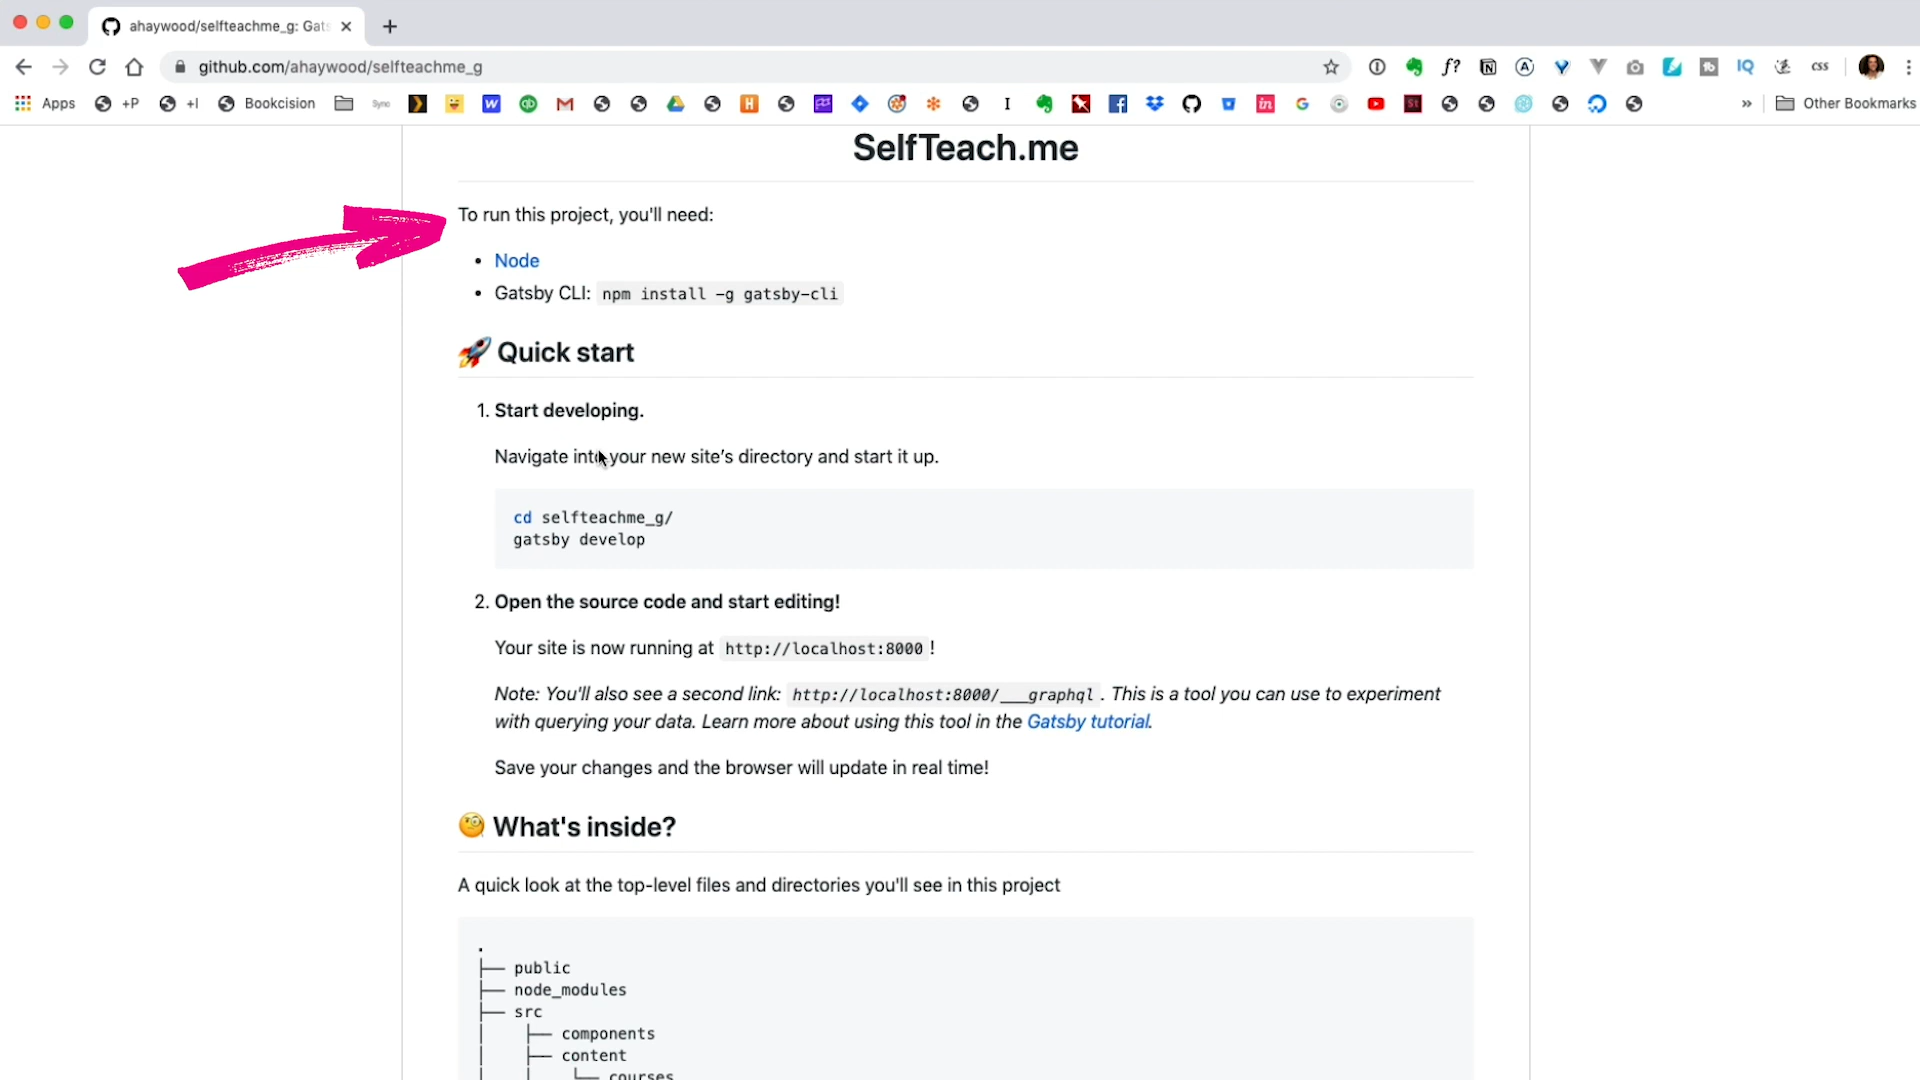 ahaywood/selfteachme_g: Gats
github.com/ahaywood/selfteachme_g
f?
IQ
css
Apps
+P
+I
Bookcision
Sync
Other Bookmarks
SelfTeach.me
To run this project, you'll need:
• Node
• Gatsby CLI: npm install -g gatsby-cli
🚀 Quick start
1. Start developing.
Navigate into your new site’s directory and start it up.
cd selfteachme_g/
gatsby develop
2. Open the source code and start editing!
Your site is now running at http://localhost:8000 !
Note: You'll also see a second link: http://localhost:8000/___graphql . This is a tool you can use to experiment
with querying your data. Learn more about using this tool in the Gatsby tutorial.
Save your changes and the browser will update in real time!
🧐 What's inside?
A quick look at the top-level files and directories you'll see in this project
.
├── public
├── node_modules
├── src
│   ├── components
│   ├── content
│   │   └── courses